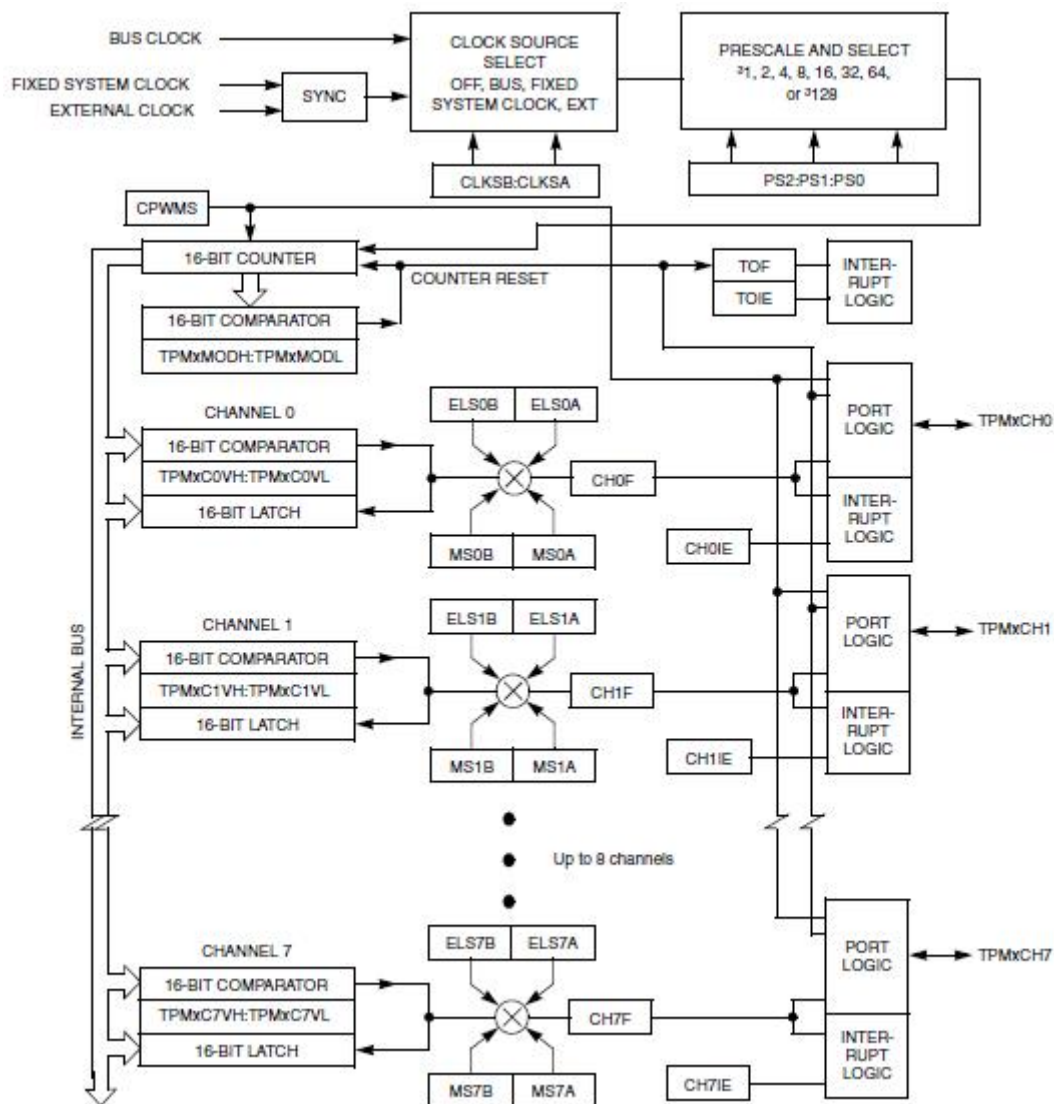 BUS CLOCK
FIXED SYSTEM CLOCK
EXTERNAL CLOCK
SYNC
CLOCK SOURCE
SELECT
OFF, BUS, FIXED
SYSTEM CLOCK, EXT
PRESCALE AND SELECT
³1, 2, 4, 8, 16, 32, 64,
or ³128
CLKSB:CLKSA
PS2:PS1:PS0
CPWMS
16-BIT COUNTER
COUNTER RESET
TOF
TOIE
INTER-
RUPT
LOGIC
16-BIT COMPARATOR
TPMxMODH:TPMxMODL
CHANNEL 0
16-BIT COMPARATOR
TPMxC0VH:TPMxC0VL
16-BIT LATCH
ELS0B
ELS0A
MS0B
MS0A
CH0F
CH0IE
PORT
LOGIC
INTER-
RUPT
LOGIC
TPMxCH0
CHANNEL 1
16-BIT COMPARATOR
TPMxC1VH:TPMxC1VL
16-BIT LATCH
ELS1B
ELS1A
MS1B
MS1A
CH1F
CH1IE
PORT
LOGIC
INTER-
RUPT
LOGIC
TPMxCH1
INTERNAL BUS
Up to 8 channels
CHANNEL 7
16-BIT COMPARATOR
TPMxC7VH:TPMxC7VL
16-BIT LATCH
ELS7B
ELS7A
MS7B
MS7A
CH7F
CH7IE
PORT
LOGIC
INTER-
RUPT
LOGIC
TPMxCH7